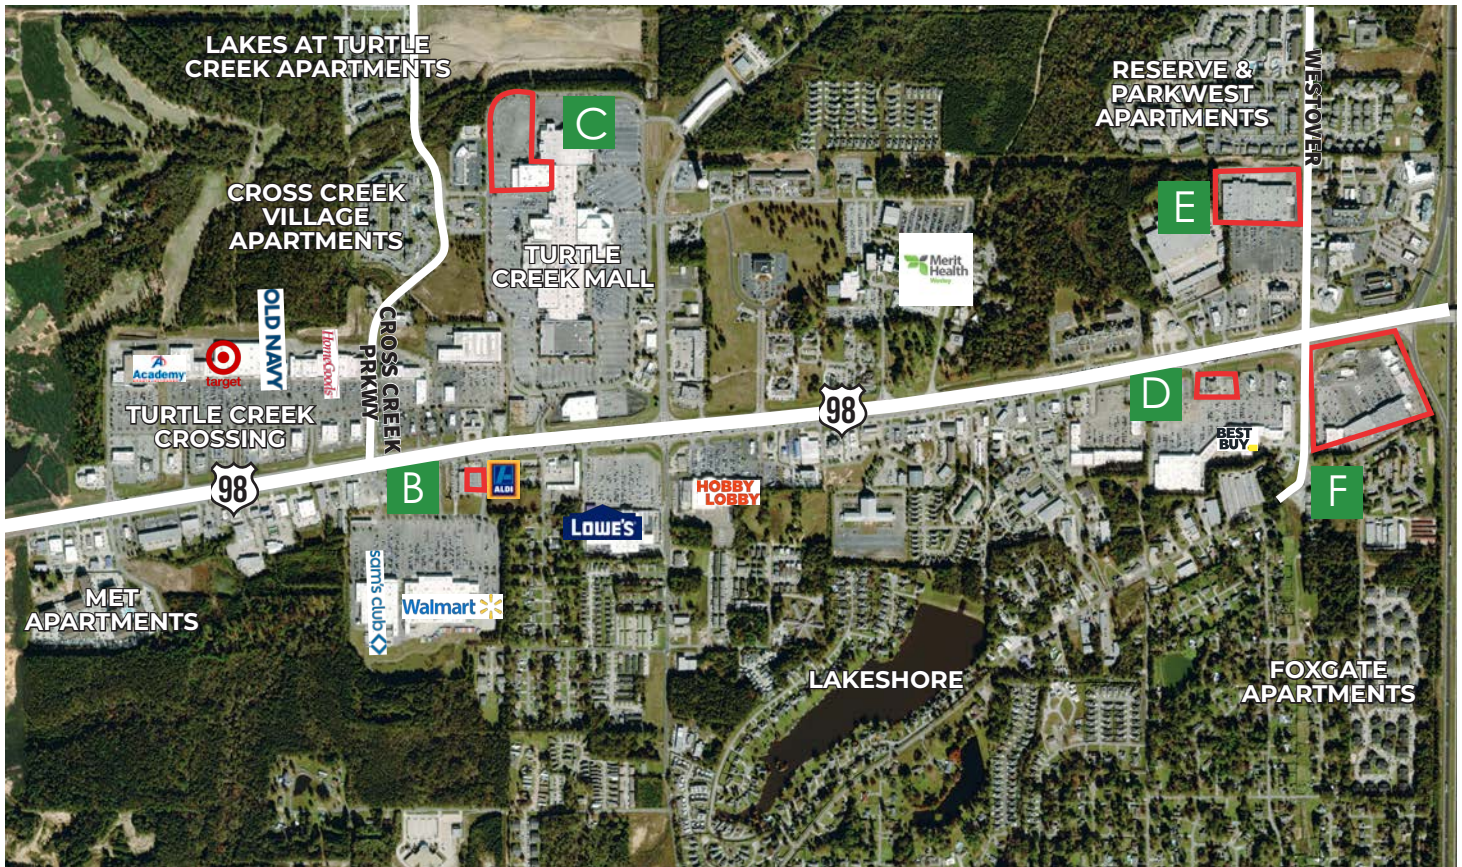 LAKES AT TURTLE
CREEK APARTMENTS
C
RESERVE &
PARKWEST
APARTMENTS
WESTOVER
CROSS CREEK
VILLAGE
APARTMENTS
E
TURTLE
CREEK MALL
Merit
Health
Wesley
OLD NAVY
HomeGoods
CROSS CREEK
PRKWY
Academy
target
TURTLE CREEK
CROSSING
98
D
BEST
BUY
98
B
ALDI
HOBBY
LOBBY
F
LOWE'S
sam's club
Walmart
MET
APARTMENTS
LAKESHORE
FOXGATE
APARTMENTS